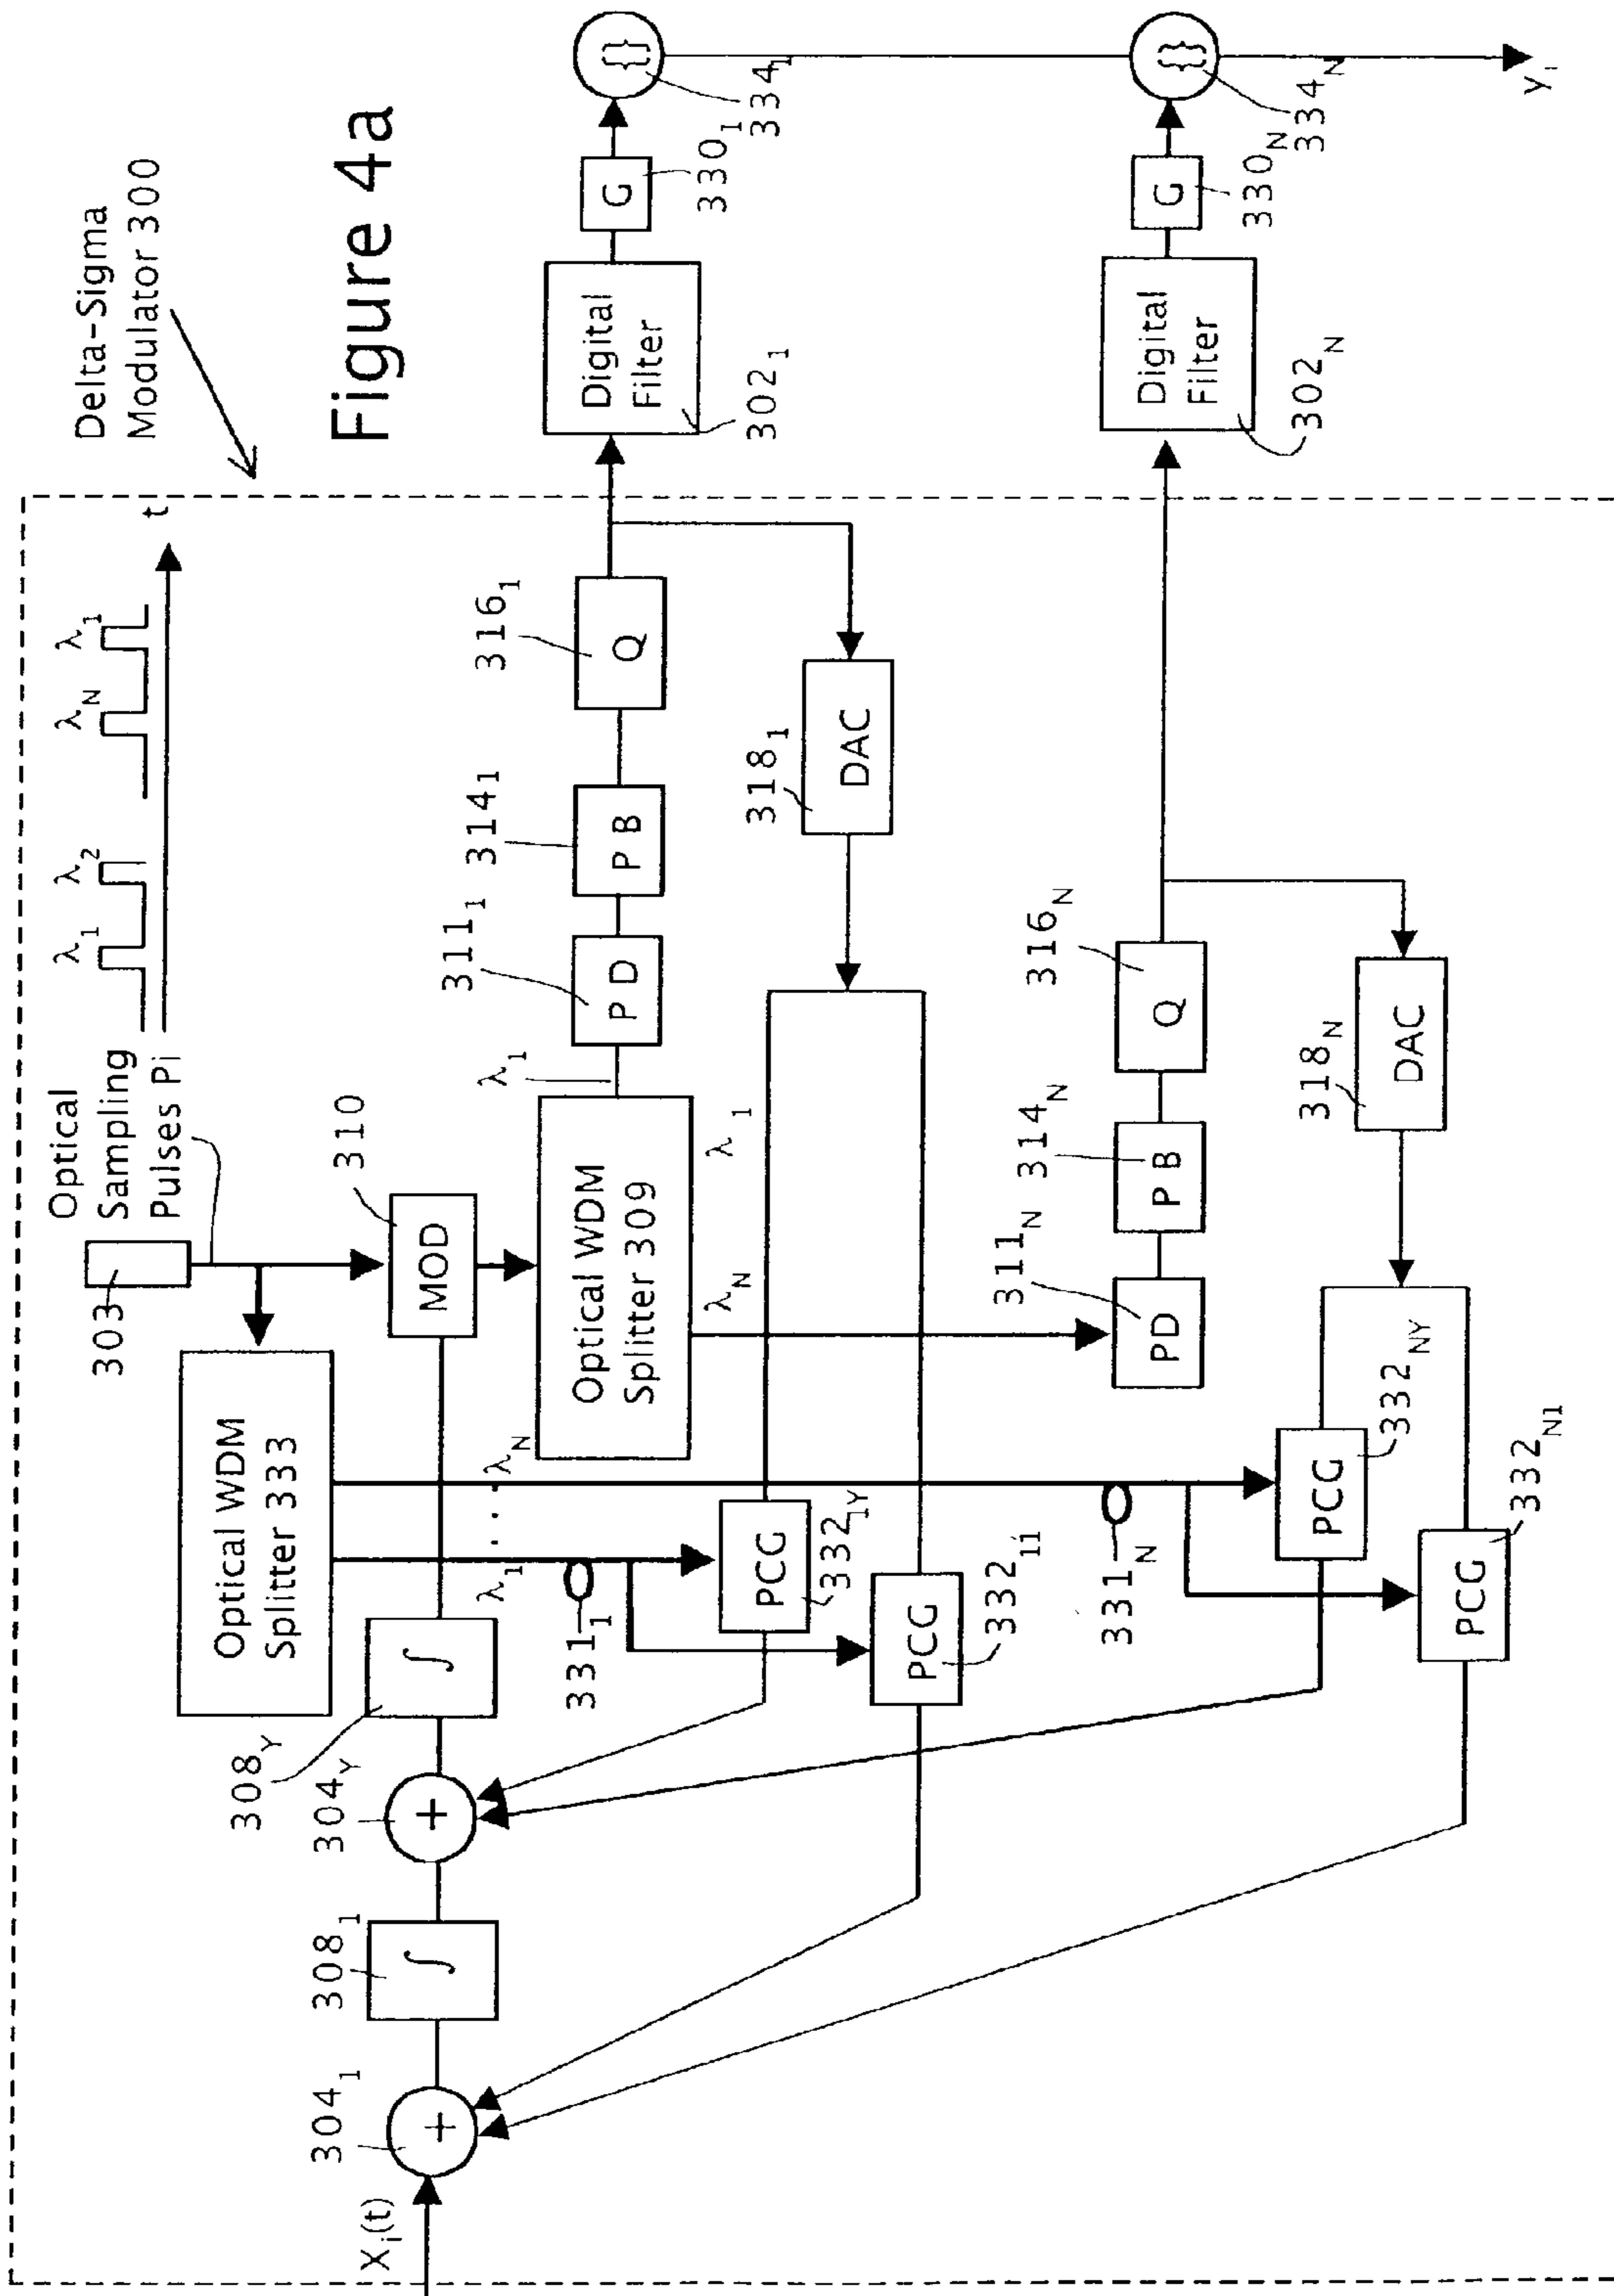 Figure 4a
Delta-Sigma
Modulator 300
Optical
Sampling
Pulses Pi
λ1
λ2
λN
λ1
t
303
Optical WDM
Splitter 333
MOD
310
Xi(t)
+
304₁
∫
308₁
+
304Y
∫
308Y
λ1...λN
Optical WDM
Splitter 309
λ1
PD
311₁
PB
314₁
Q
316₁
Digital
Filter
302₁
G
330₁
{}
334₁
DAC
318₁
λ1
λN
331₁
PCG
332₁Y
PCG
332₁i
PD
311N
PB
314N
Q
316N
Digital
Filter
302N
G
330N
{}
334N
DAC
318N
331N
PCG
332NY
PCG
332N1